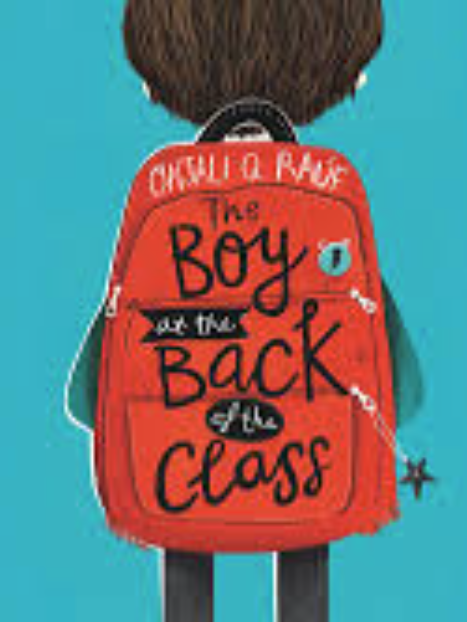 ONJALI Q. RAÚF
The
BOY
at the
Back
of the
Class